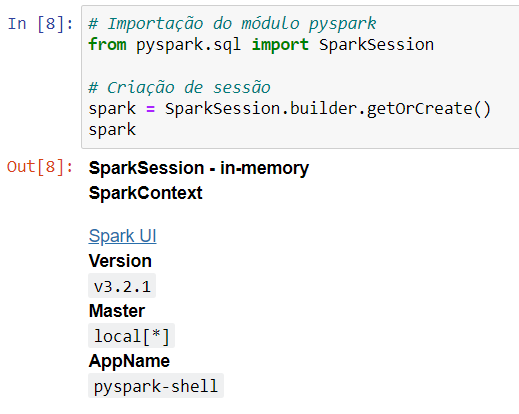 In [8]: # Importação do módulo pyspark
from pyspark.sql import SparkSession
# Criação de sessão
spark = SparkSession.builder.getOrCreate()
spark
Out[8]: SparkSession - in-memory
SparkContext
Spark UI
Version
v3.2.1
Master
local[*]
AppName
pyspark-shell